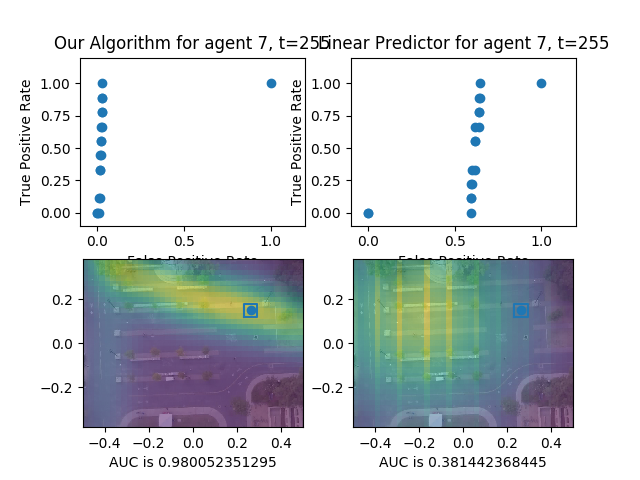 Our Algorithm for agent 7, t=255
Linear Predictor for agent 7, t=255
True Positive Rate
1.00
0.75
0.50
0.25
0.00
0.0 0.5 1.0
False Positive Rate
True Positive Rate
1.00
0.75
0.50
0.25
0.00
0.0 0.5 1.0
False Positive Rate
0.2
0.0
−0.2
−0.4 −0.2 0.0 0.2 0.4
AUC is 0.980052351295
0.2
0.0
−0.2
−0.4 −0.2 0.0 0.2 0.4
AUC is 0.381442368445